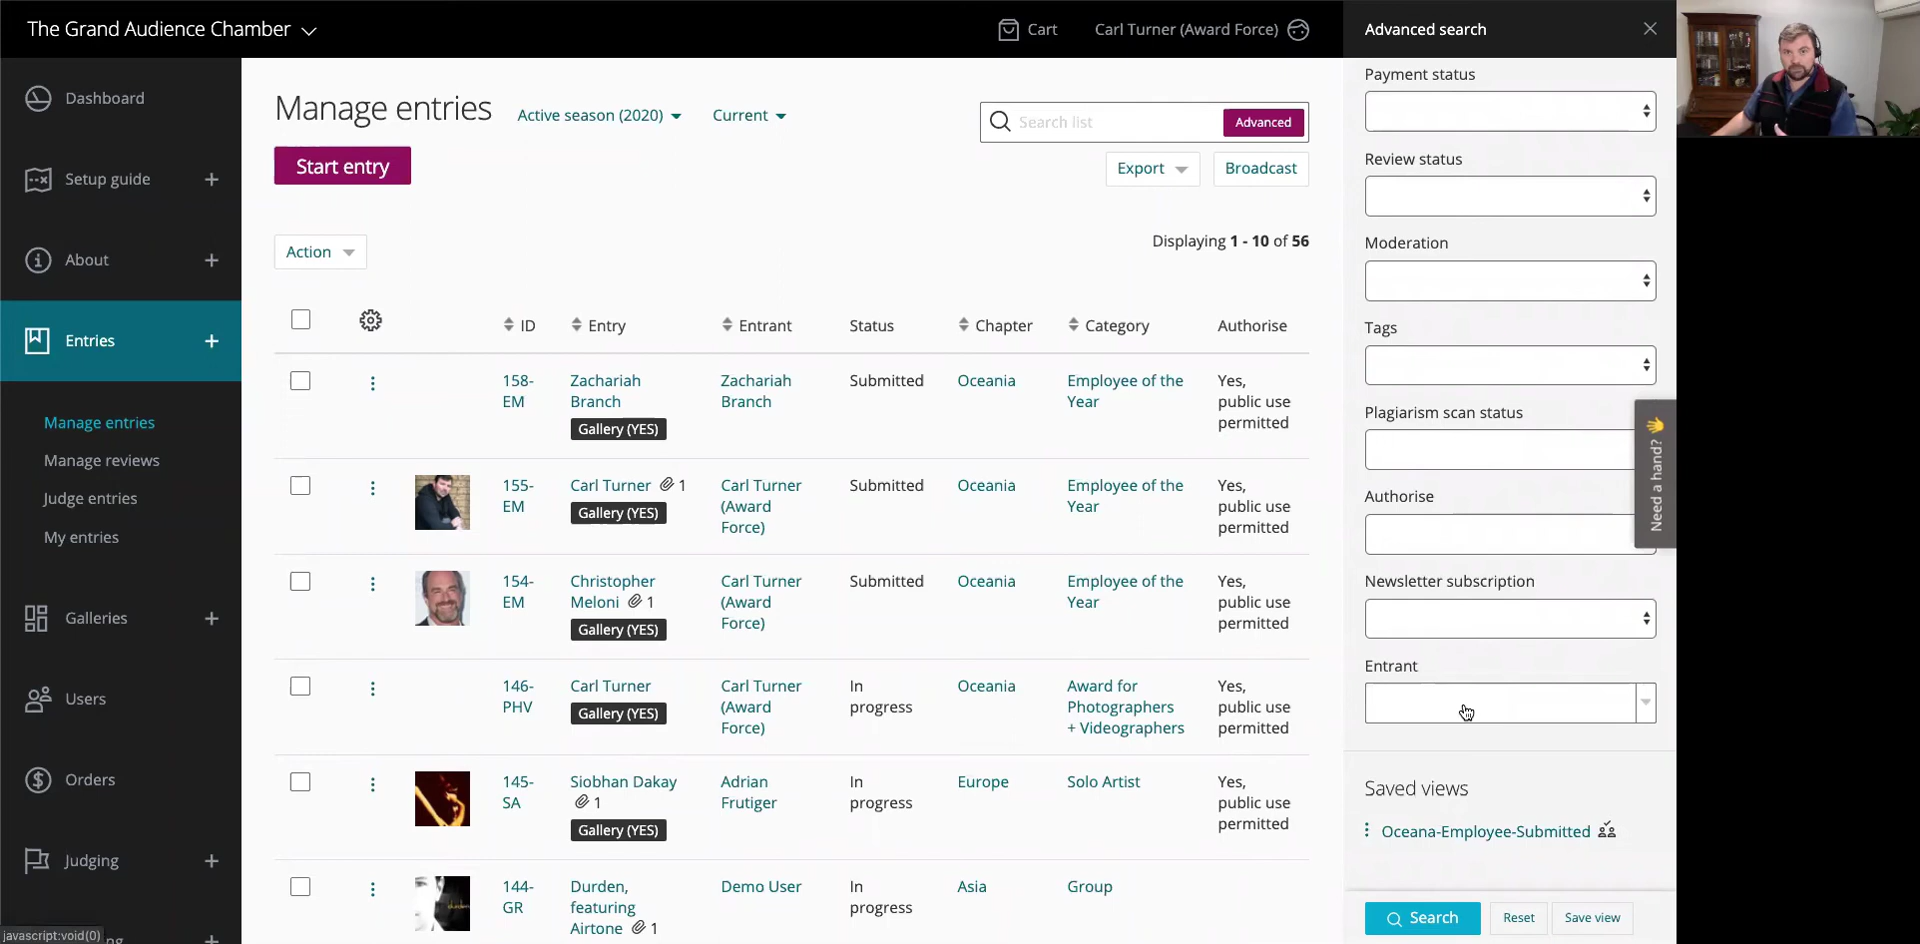 The Grand Audience Chamber
Cart
Carl Turner (Award Force)
Advanced search
Dashboard
Setup guide
About
Entries
Manage entries
Manage reviews
Judge entries
My entries
Galleries
Users
Orders
Judging
javascript:void(0)
Manage entries
Active season (2020)
Current
Search list
Advanced
Start entry
Export
Broadcast
Action
Displaying 1 - 10 of 56
ID
Entry
Entrant
Status
Chapter
Category
Authorise
158-
EM
Zachariah
Branch
Gallery (YES)
Zachariah
Branch
Submitted
Oceania
Employee of the
Year
Yes,
public use
permitted
155-
EM
Carl Turner 1
Gallery (YES)
Carl Turner
(Award
Force)
Submitted
Oceania
Employee of the
Year
Yes,
public use
permitted
154-
EM
Christopher
Meloni 1
Gallery (YES)
Carl Turner
(Award
Force)
Submitted
Oceania
Employee of the
Year
Yes,
public use
permitted
146-
PHV
Carl Turner
Gallery (YES)
Carl Turner
(Award
Force)
In
progress
Oceania
Award for
Photographers
+ Videographers
Yes,
public use
permitted
145-
SA
Siobhan Dakay
1
Gallery (YES)
Adrian
Frutiger
In
progress
Europe
Solo Artist
Yes,
public use
permitted
144-
GR
Durden,
featuring
Airtone 1
Demo User
In
progress
Asia
Group
Payment status
Review status
Moderation
Tags
Plagiarism scan status
Authorise
Newsletter subscription
Entrant
Need a hand?
Saved views
Oceana-Employee-Submitted
Search
Reset
Save view